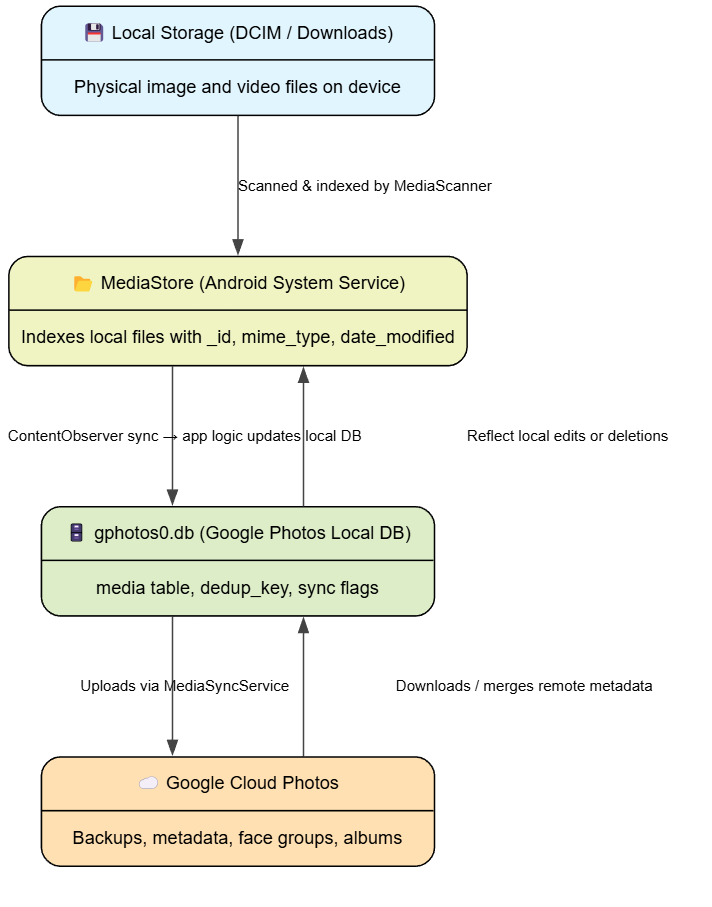 💾 Local Storage (DCIM / Downloads)
Physical image and video files on device
Scanned & indexed by MediaScanner
📂 MediaStore (Android System Service)
Indexes local files with _id, mime_type, date_modified
ContentObserver sync → app logic updates local DB
Reflect local edits or deletions
🗄 gphotos0.db (Google Photos Local DB)
media table, dedup_key, sync flags
Uploads via MediaSyncService
Downloads / merges remote metadata
☁️ Google Cloud Photos
Backups, metadata, face groups, albums